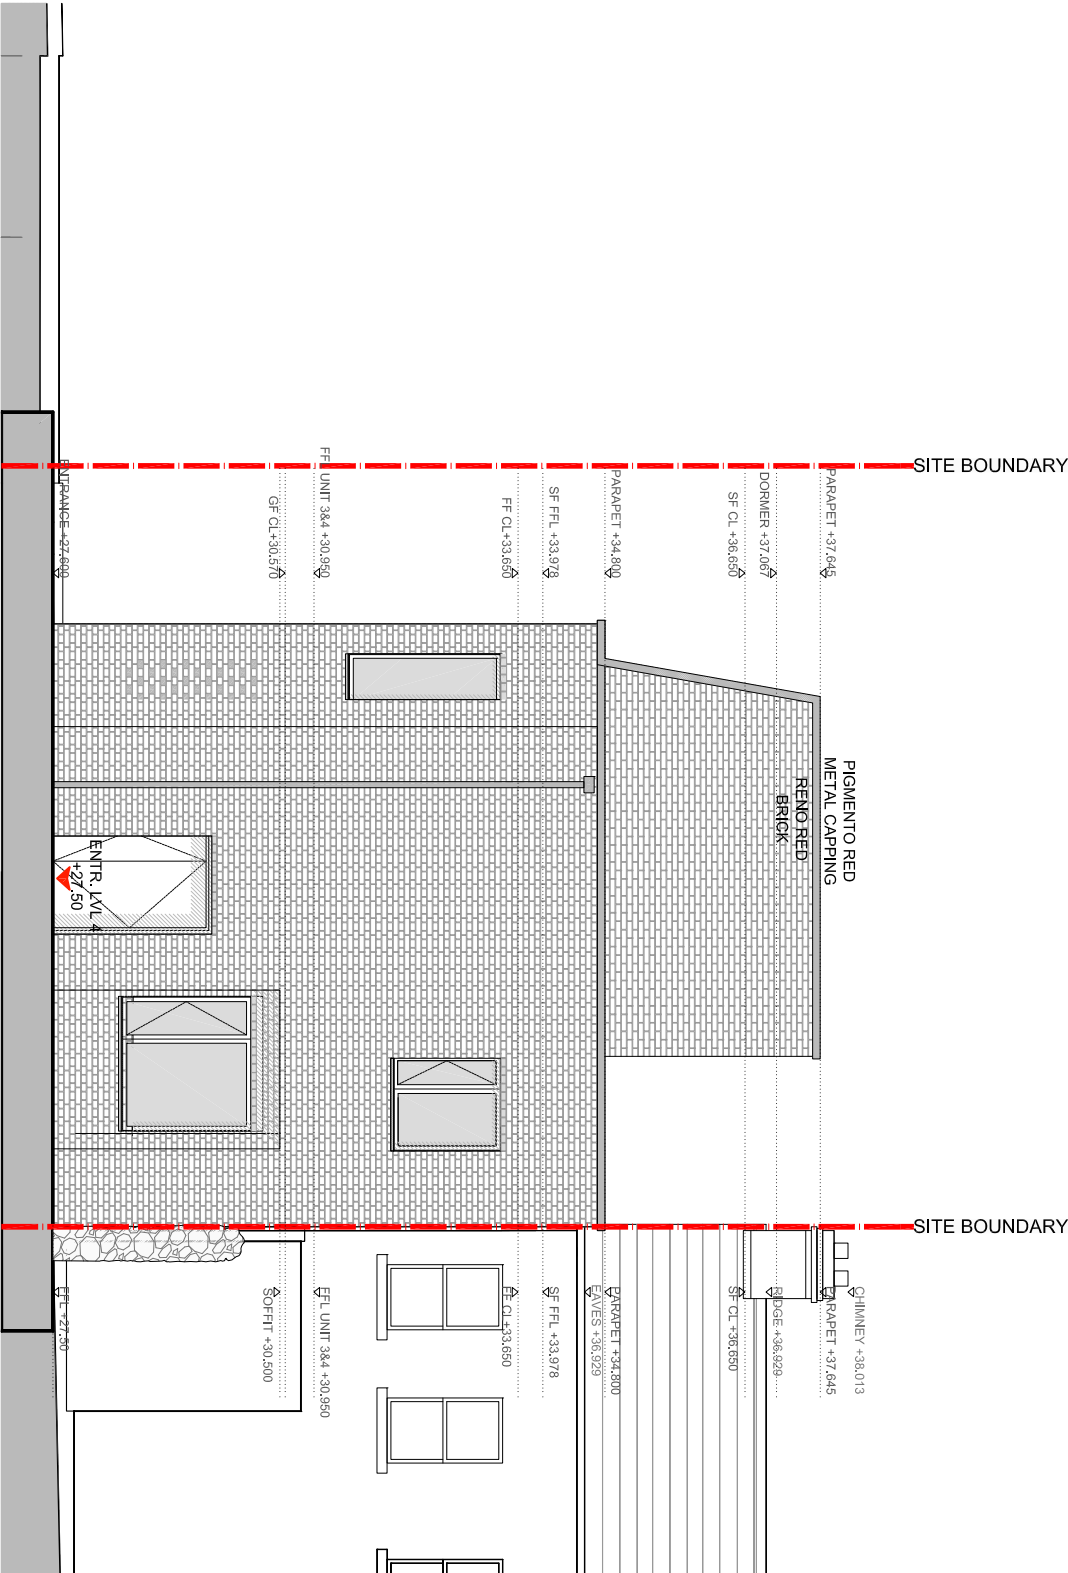 SITE BOUNDARY
PARAPET +37.645
DORMER +37.067
SF CL +36.650
PARAPET +34.800
SF FFL +33.978
FF CL+33.650
FFL UNIT 3&4 +30.950
GF CL+30.570
ENTRANCE +27.600
PIGMENTO RED
METAL CAPPING
RENO RED
BRICK
ENTR. LVL 4
+27.50
SITE BOUNDARY
CHIMNEY +38.013
PARAPET +37.645
RIDGE +36.929
SF CL +36.650
PARAPET +34.800
EAVES +36.929
SF FFL +33.978
FF CL+33.650
FFL UNIT 3&4 +30.950
SOFFIT +30.500
FFL +27.50